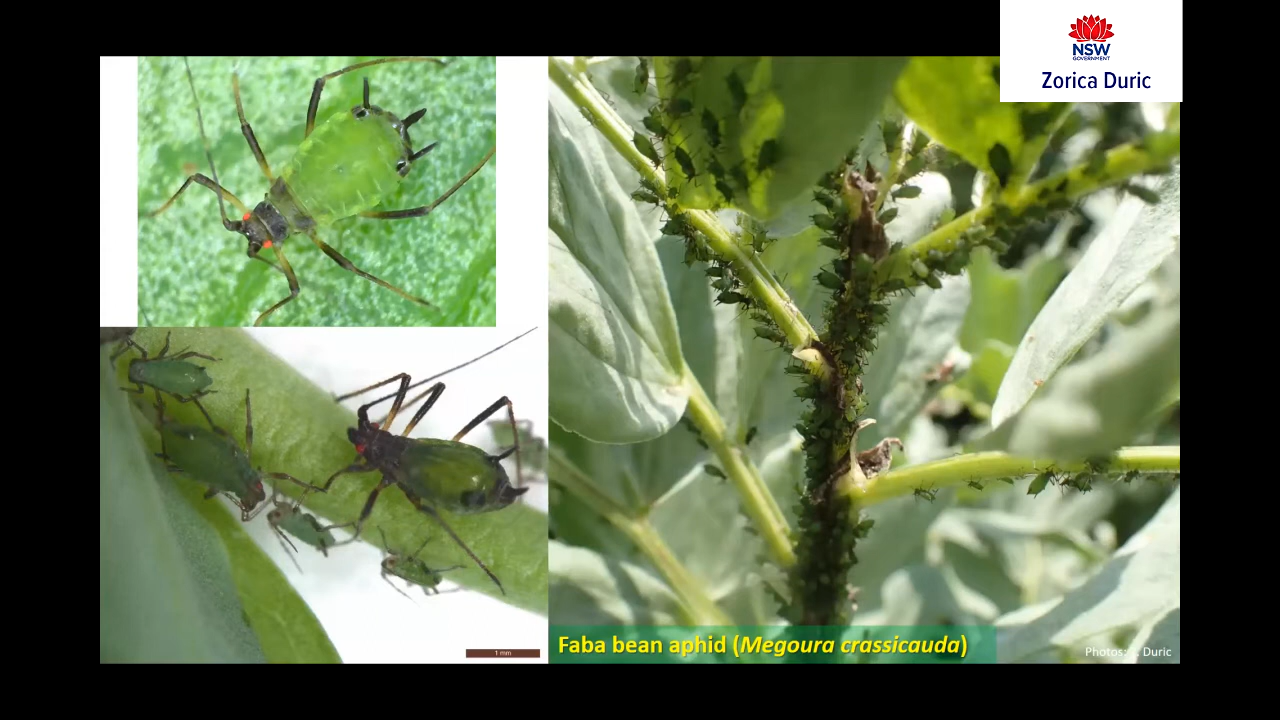 NSW
GOVERNMENT
Zorica Duric
1 mm
Faba bean aphid (Megoura crassicauda)
Photos: Duric